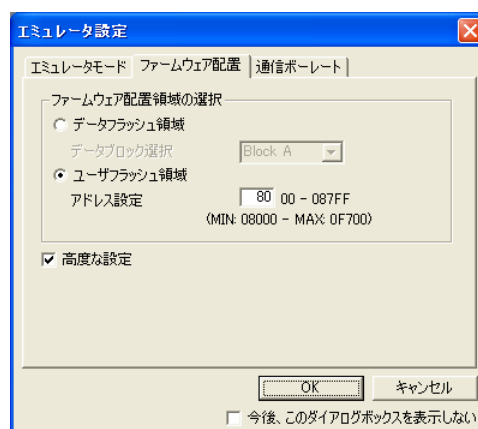 エミュレータ設定
エミュレータモード ファームウェア配置 通信ボーレート
ファームウェア配置領域の選択
データフラッシュ領域
データブロック選択 Block A
ユーザフラッシュ領域
アドレス設定 80 00 - 087FF
(MIN: 08000 - MAX: 0F700)
高度な設定
OK キャンセル
今後、このダイアログボックスを表示しない